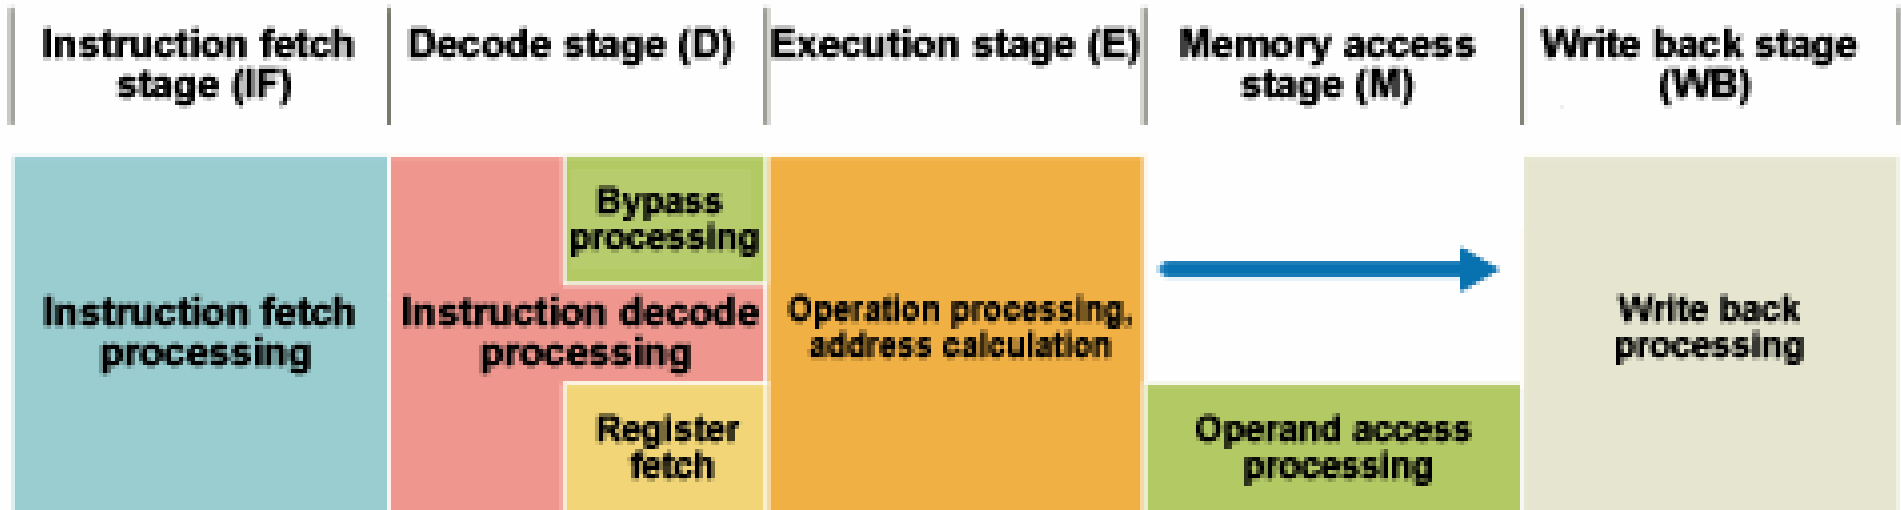 Instruction fetch
stage (IF)
Decode stage (D)
Execution stage (E)
Memory access
stage (M)
Write back stage
(WB)
Instruction fetch
processing
Bypass
processing
Instruction decode
processing
Register
fetch
Operation processing,
address calculation
Operand access
processing
Write back
processing